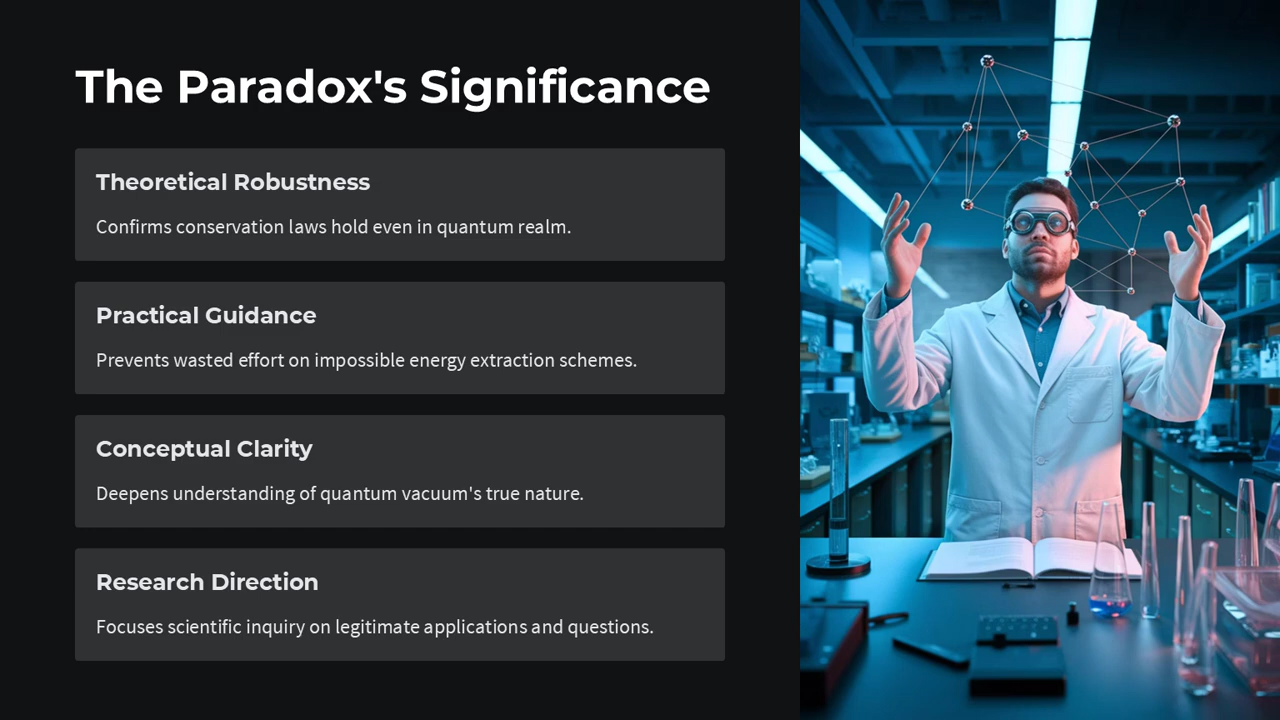 The Paradox's Significance
Theoretical Robustness
Confirms conservation laws hold even in quantum realm.
Practical Guidance
Prevents wasted effort on impossible energy extraction schemes.
Conceptual Clarity
Deepens understanding of quantum vacuum's true nature.
Research Direction
Focuses scientific inquiry on legitimate applications and questions.